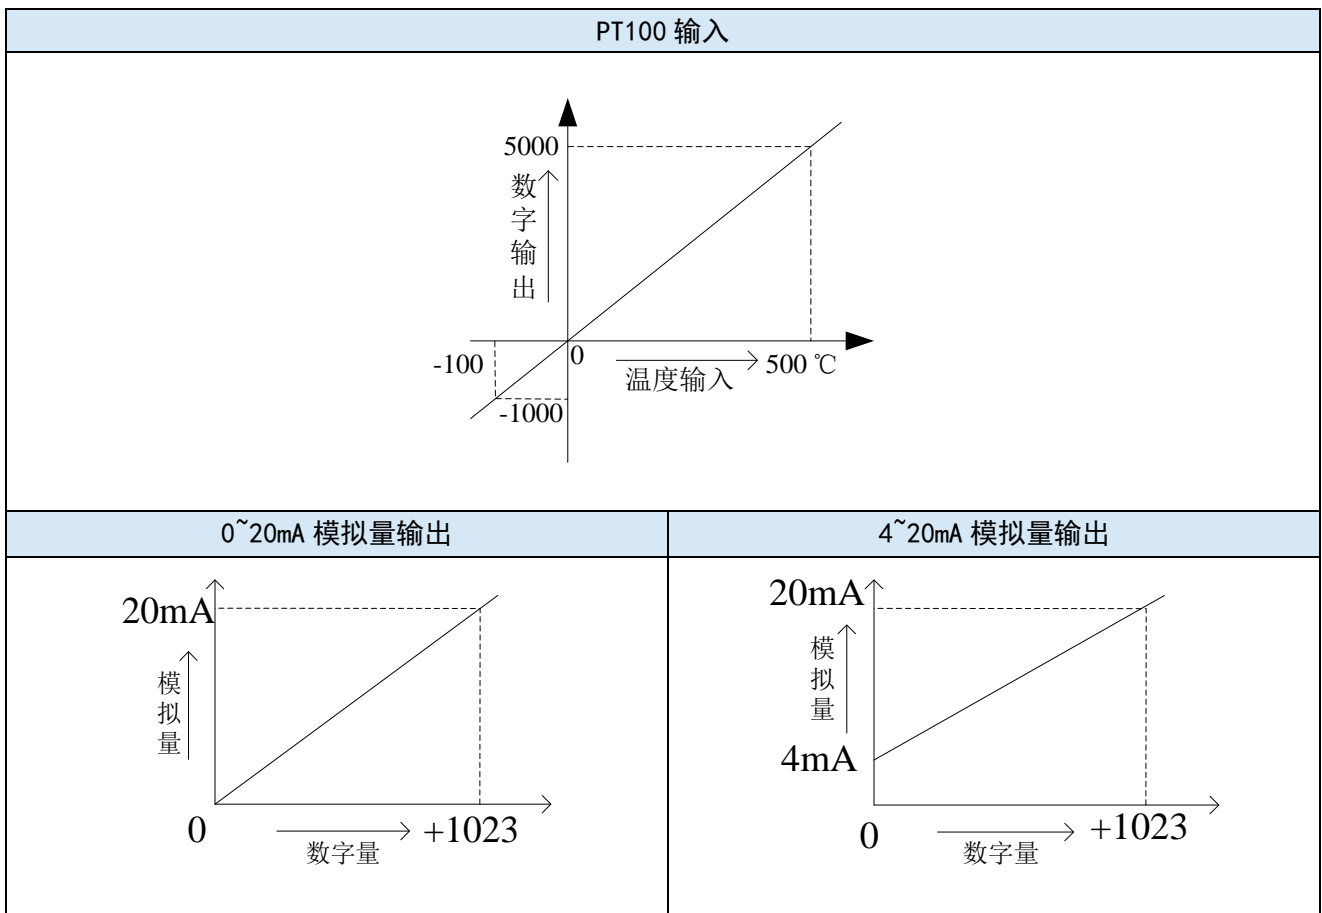 PT100 输入
5000
数字输出
-100
0
温度输入
500 ℃
-1000
0~20mA 模拟量输出
4~20mA 模拟量输出
20mA
模拟量
0
数字量
+1023
20mA
模拟量
4mA
0
数字量
+1023